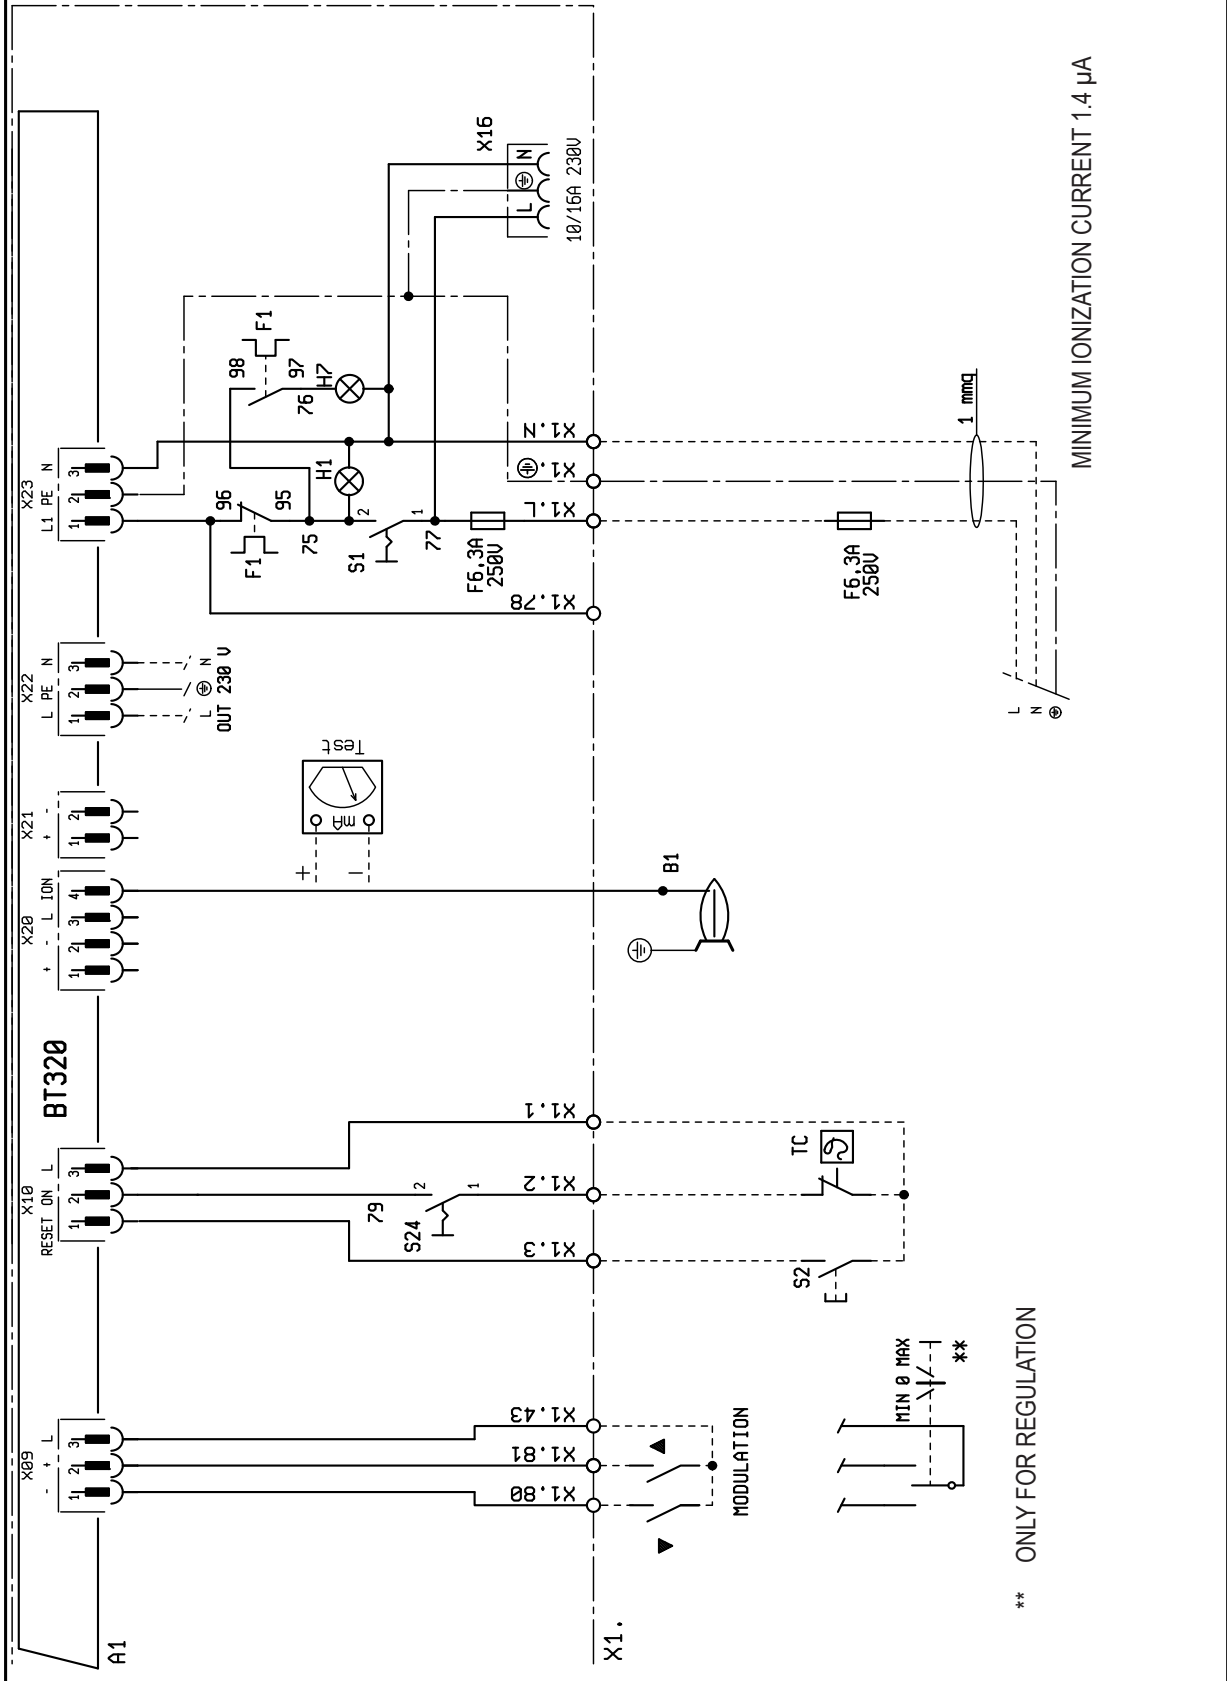 MINIMUM IONIZATION CURRENT 1.4 µA
** ONLY FOR REGULATION
A1
BT320
X09
- + L
1 2 3
X10
RESET ON L
1 2 3
X20
+ - L ION
1 2 3 4
X21
+ -
1 2
X22
L PE N
1 2 3
L N
OUT 230 V
X23
L1 PE N
1 2 3
F1
96
95
75
F1
98
97
76
H7
H1
S1
2
1
77
F6,3A
250V
X16
L N
10/16A 230V
Test
mA
+ -
79
S24
2
1
X1.
X1.80
X1.81
X1.43
X1.3
X1.2
X1.1
X1.78
X1.L
X1.
X1.N
B1
MODULATION
MIN 0 MAX
**
S2
TC
F6,3A
250V
1 mmq
L
N